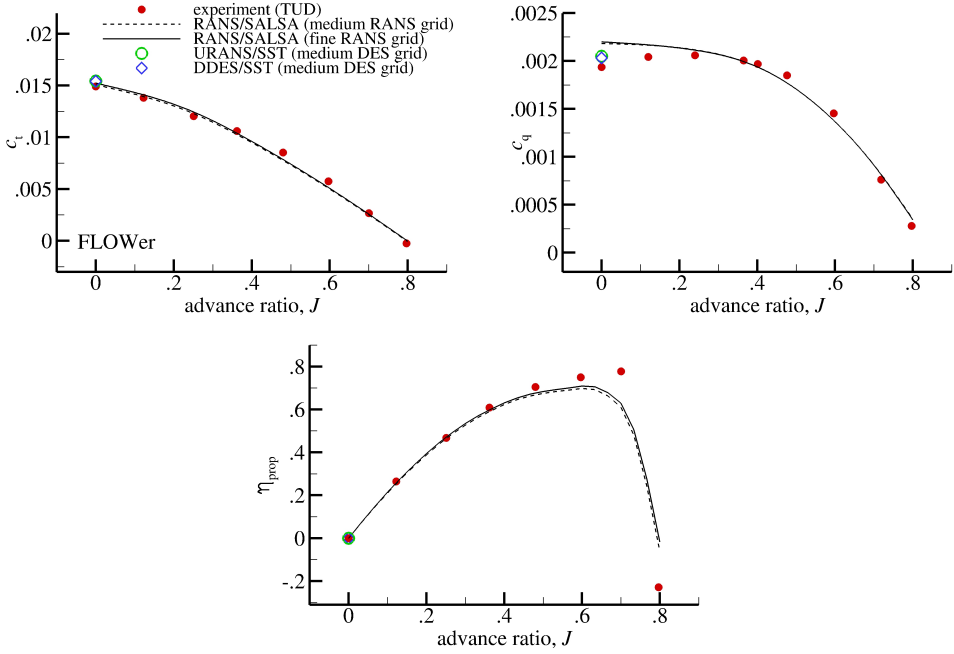 experiment (TUD)
RANS/SALSA (medium RANS grid)
RANS/SALSA (fine RANS grid)
URANS/SST (medium DES grid)
DDES/SST (medium DES grid)
.02
.015
.01
.005
0
c_t
FLOWer
0 .2 .4 .6 .8
advance ratio, J
.0025
.002
.0015
.001
.0005
0
c_q
0 .2 .4 .6 .8
advance ratio, J
.8
.6
.4
.2
0
-.2
η_prop
0 .2 .4 .6 .8
advance ratio, J